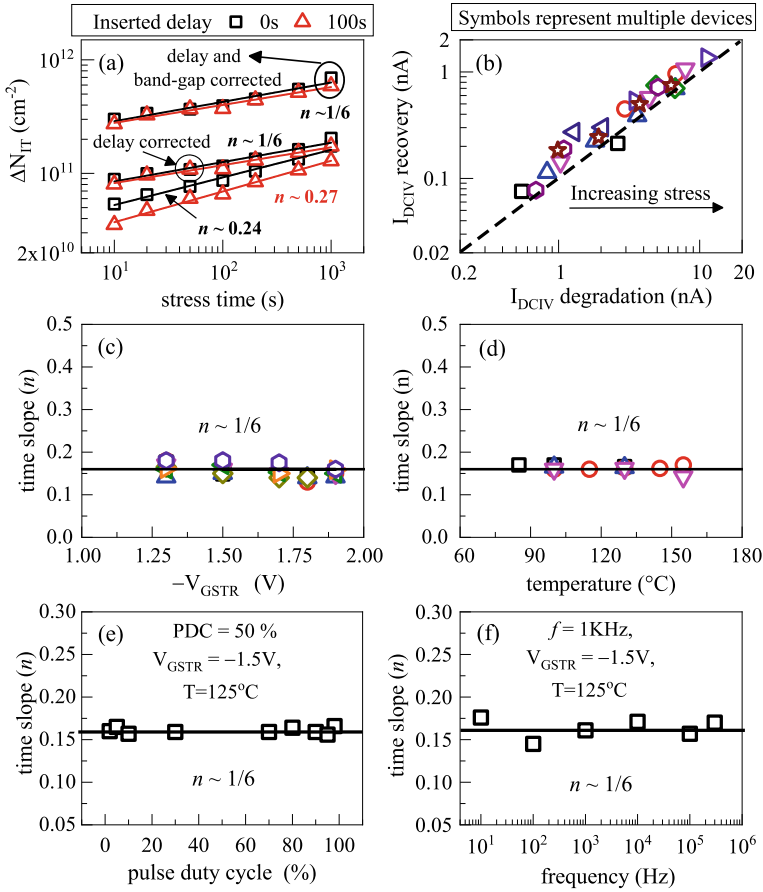 Inserted delay 0s 100s
Symbols represent multiple devices
(a)
delay and
band-gap corrected
n ~1/6
n ~ 1/6
delay corrected
n ~ 0.27
n ~ 0.24
ΔN_IT (cm⁻²)
10¹²
10¹¹
2x10¹⁰
10¹ 10² 10³
stress time (s)
(b)
I_DCIV recovery (nA)
2
1
0.1
0.02
Increasing stress
0.2 1 10 20
I_DCIV degradation (nA)
(c)
time slope (n)
0.5
0.4
0.3
0.2
0.1
0.0
n ~ 1/6
1.00 1.25 1.50 1.75 2.00
−V_GSTR (V)
(d)
time slope (n)
0.5
0.4
0.3
0.2
0.1
0.0
n ~ 1/6
60 90 120 150 180
temperature (°C)
(e)
PDC = 50 %
V_GSTR = −1.5V,
T=125°C
time slope (n)
0.30
0.25
0.20
0.15
0.10
0.05
n ~ 1/6
0 20 40 60 80 100
pulse duty cycle (%)
(f)
f = 1KHz,
V_GSTR = −1.5V,
T=125°C
time slope (n)
0.30
0.25
0.20
0.15
0.10
0.05
n ~ 1/6
10¹ 10² 10³ 10⁴ 10⁵ 10⁶
frequency (Hz)